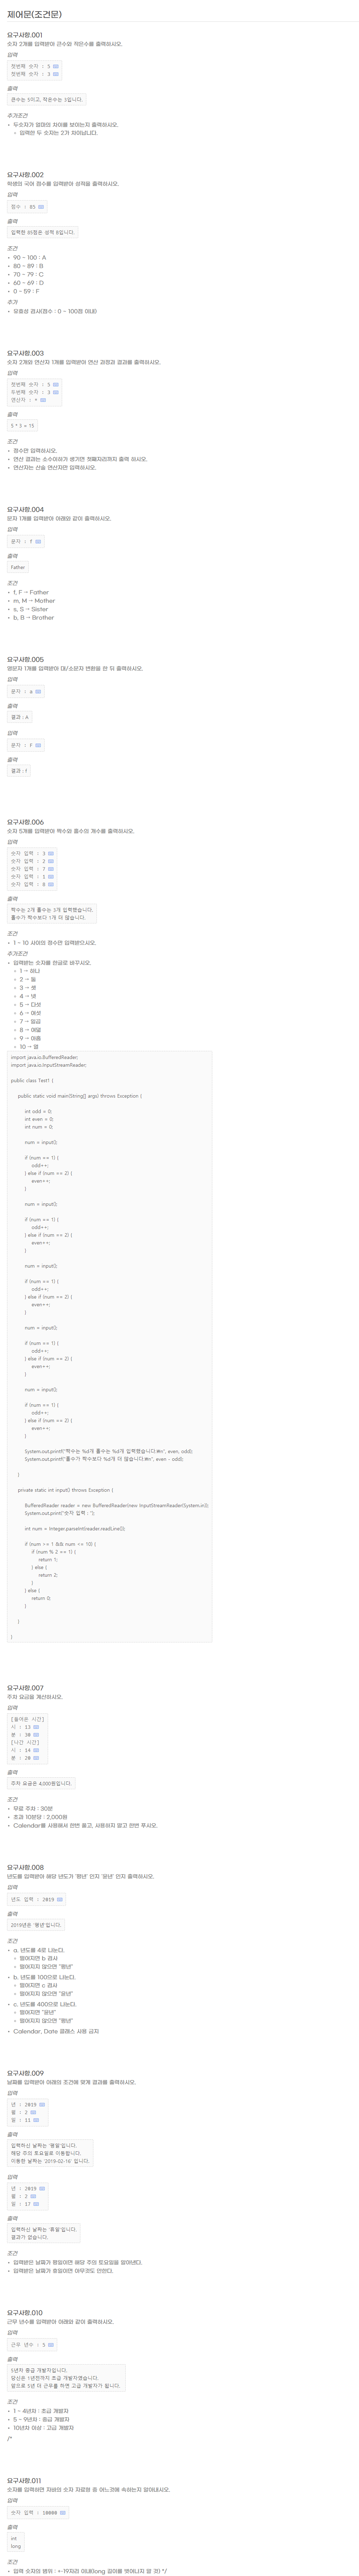 제어문(조건문)
요구사항.001
숫자 2개를 입력받아 큰수와 작은수를 출력하시오.
입력
첫번째 숫자 : 5
첫번째 숫자 : 3
출력
큰수는 5이고, 작은수는 3입니다.
추가조건
두숫자가 얼마의 차이를 보이는지 출력하시오.
입력한 두 숫자는 2가 차이납니다.
요구사항.002
학생의 국어 점수를 입력받아 성적을 출력하시오.
입력
점수 : 85
출력
입력한 85점은 성적 B입니다.
조건
90 ~ 100 : A
80 ~ 89 : B
70 ~ 79 : C
60 ~ 69 : D
0 ~ 59 : F
추가
유효성 검사(점수 : 0 ~ 100점 이내)
요구사항.003
숫자 2개와 연산자 1개를 입력받아 연산 과정과 결과를 출력하시오.
입력
첫번째 숫자 : 5
두번째 숫자 : 3
연산자 : *
출력
5 * 3 = 15
조건
정수만 입력하시오.
연산 결과는 소수이하가 생기면 첫째자리까지 출력 하시오.
연산자는 산술 연산자만 입력하시오.
요구사항.004
문자 1개를 입력받아 아래와 같이 출력하시오.
입력
문자 : f
출력
Father
조건
f, F → Father
m, M → Mother
s, S → Sister
b, B → Brother
요구사항.005
영문자 1개를 입력받아 대/소문자 변환을 한 뒤 출력하시오.
입력
문자 : a
출력
결과 : A
입력
문자 : F
출력
결과 : f
요구사항.006
숫자 5개를 입력받아 짝수와 홀수의 개수를 출력하시오.
입력
숫자 입력 : 3
숫자 입력 : 2
숫자 입력 : 7
숫자 입력 : 1
숫자 입력 : 8
출력
짝수는 2개 홀수는 3개 입력했습니다.
홀수가 짝수보다 1개 더 많습니다.
조건
1 ~ 10 사이의 정수만 입력받으시오.
추가조건
입력받는 숫자를 한글로 바꾸시오.
1 → 하나
2 → 둘
3 → 셋
4 → 넷
5 → 다섯
6 → 여섯
7 → 일곱
8 → 여덟
9 → 아홉
10 → 열
import java.io.BufferedReader;
import java.io.InputStreamReader;
public class Test1 {
public static void main(String[] args) throws Exception {
int odd = 0;
int even = 0;
int num = 0;
num = input();
if (num == 1) {
odd++;
} else if (num == 2) {
even++;
}
num = input();
if (num == 1) {
odd++;
} else if (num == 2) {
even++;
}
num = input();
if (num == 1) {
odd++;
} else if (num == 2) {
even++;
}
num = input();
if (num == 1) {
odd++;
} else if (num == 2) {
even++;
}
num = input();
if (num == 1) {
odd++;
} else if (num == 2) {
even++;
}
System.out.printf("짝수는 %d개 홀수는 %d개 입력했습니다.₩n", even, odd);
System.out.printf("홀수가 짝수보다 %d개 더 많습니다.₩n", even - odd);
}
private static int input() throws Exception {
BufferedReader reader = new BufferedReader(new InputStreamReader(System.in));
System.out.print("숫자 입력 : ");
int num = Integer.parseInt(reader.readLine());
if (num >= 1 && num <= 10) {
if (num % 2 == 1) {
return 1;
} else {
return 2;
}
} else {
return 0;
}
}
}
요구사항.007
주차 요금을 계산하시오.
입력
[들어온 시간]
시 : 13
분 : 30
[나간 시간]
시 : 14
분 : 20
출력
주차 요금은 4,000원입니다.
조건
무료 주차 : 30분
초과 10분당 : 2,000원
Calendar를 사용해서 한번 풀고, 사용하지 않고 한번 푸시오.
요구사항.008
년도를 입력받아 해당 년도가 '평년' 인지 '윤년' 인지 출력하시오.
입력
년도 입력 : 2019
출력
2019년은 '평년'입니다.
조건
a. 년도를 4로 나눈다.
떨어지면 b 검사
떨어지지 않으면 "평년"
b. 년도를 100으로 나눈다.
떨어지면 c 검사
떨어지지 않으면 "윤년"
c. 년도를 400으로 나눈다.
떨어지면 "윤년"
떨어지지 않으면 "평년"
Calendar, Date 클래스 사용 금지
요구사항.009
날짜를 입력받아 아래의 조건에 맞게 결과를 출력하시오.
입력
년 : 2019
월 : 2
일 : 11
출력
입력하신 날짜는 '평일'입니다.
해당 주의 토요일로 이동합니다.
이동한 날짜는 '2019-02-16' 입니다.
입력
년 : 2019
월 : 2
일 : 17
출력
입력하신 날짜는 '휴일'입니다.
결과가 없습니다.
조건
입력받은 날짜가 평일이면 해당 주의 토요일을 알아낸다.
입력받은 날짜가 휴일이면 아무것도 안한다.
요구사항.010
근무 년수를 입력받아 아래와 같이 출력하시오.
입력
근무 년수 : 5
출력
5년차 중급 개발자입니다.
당신은 1년전까지 초급 개발자였습니다.
앞으로 5년 더 근무를 하면 고급 개발자가 됩니다.
조건
1 ~ 4년차 : 초급 개발자
5 ~ 9년차 : 중급 개발자
10년차 이상 : 고급 개발자
/*
요구사항.011
숫자를 입력하면 자바의 숫자 자료형 중 어느것에 속하는지 알아내시오.
입력
숫자 입력 : 10000
출력
int
long
조건
입력 숫자의 범위 : +-19자리 이내(long 길이를 벗어나지 말 것) */